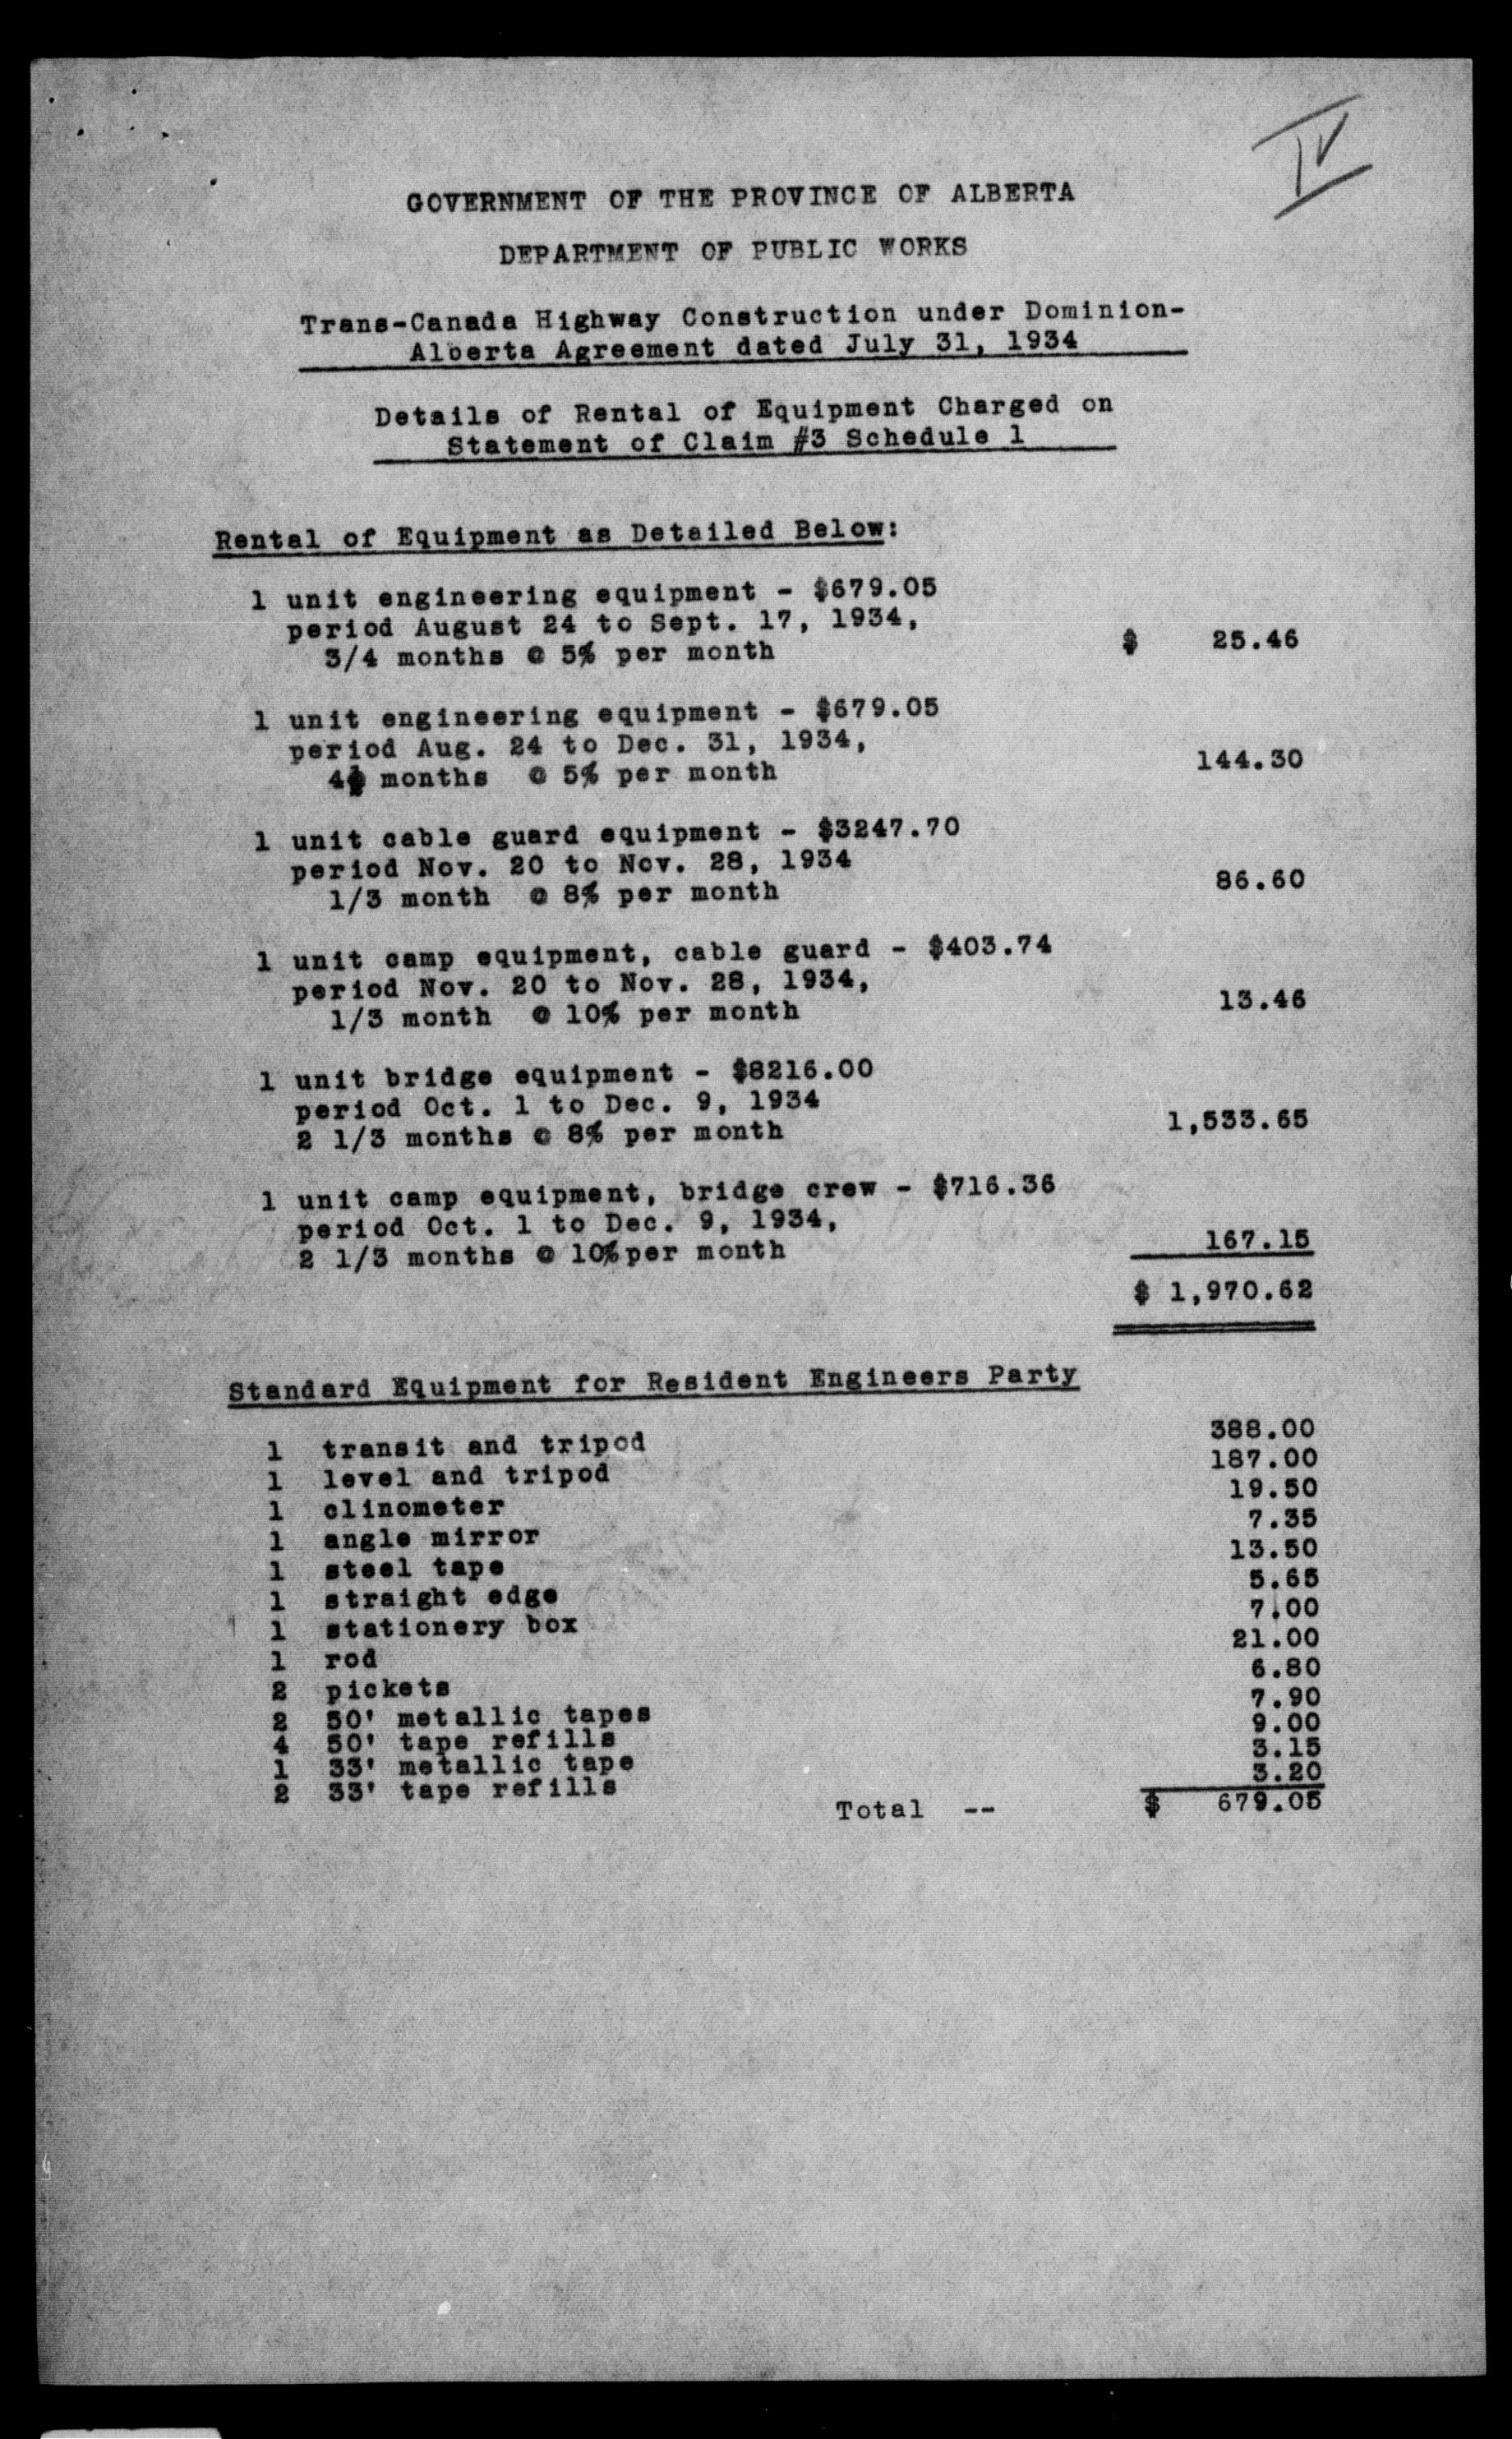 IV
GOVERNMENT OF THE PROVINCE OF ALBERTA
DEPARTMENT OF PUBLIC WORKS
Trans-Canada Highway Construction under Dominion-
Alberta Agreement dated July 31, 1934
Details of Rental of Equipment Charged on
Statement of Claim #3 Schedule 1
Rental of Equipment as Detailed Below:
1 unit engineering equipment - $679.05
period August 24 to Sept. 17, 1934,
3/4 months @ 5% per month $ 25.46
1 unit engineering equipment - $679.05
period Aug. 24 to Dec. 31, 1934,
months @ 5% per month 144.30
1 unit cable guard equipment - $3247.70
period Nov. 20 to Nov. 28, 1934
1/3 month @ 8% per month 86.60
1 unit camp equipment, cable guard - $403.74
period Nov. 20 to Nov. 28, 1934,
1/3 month @ 10% per month 13.46
1 unit bridge equipment - $8216.00
period Oct. 1 to Dec. 9, 1934
2 1/3 months @ 8% per month 1,533.65
1 unit camp equipment, bridge crew - $716.36
period Oct. 1 to Dec. 9, 1934,
2 1/3 months @ 10% per month 167.15
$ 1,970.62
Standard Equipment for Resident Engineers Party
1 transit and tripod 388.00
1 level and tripod 187.00
1 clinometer 19.50
1 angle mirror 7.35
1 steel tape 13.50
1 straight edge 5.65
1 stationery box 7.00
1 rod 21.00
2 pickets 6.80
2 50' metallic tapes 7.90
4 50' tape refills 9.00
1 33' metallic tape 3.15
2 33' tape refills 3.20
Total -- $ 679.05